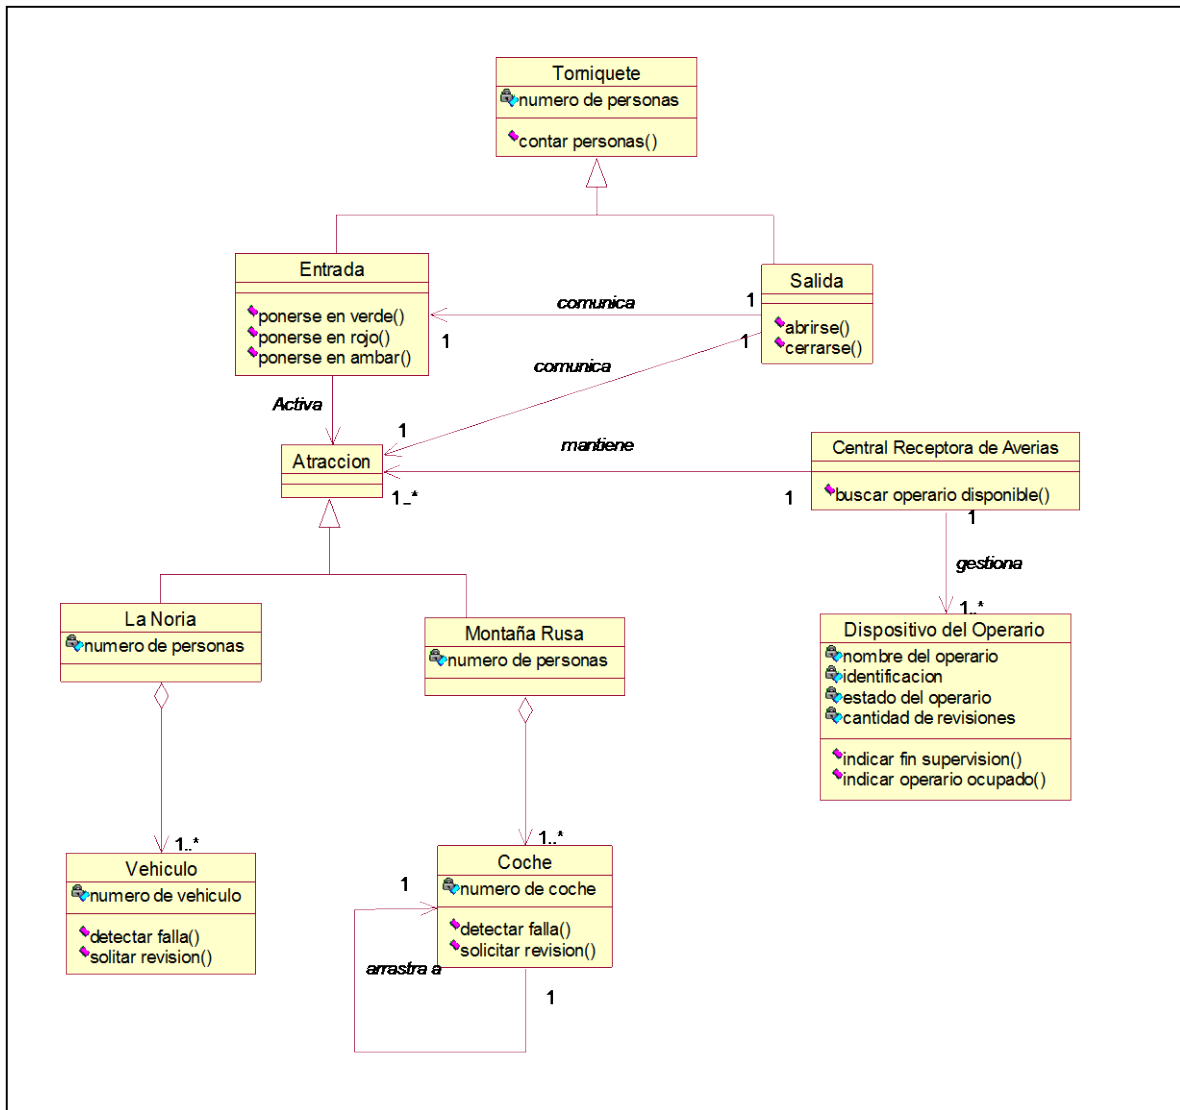 Torniquete
numero de personas
contar personas()
Entrada
ponerse en verde()
ponerse en rojo()
ponerse en ambar()
Salida
abrirse()
cerrarse()
comunica
1
1
comunica
1
1
Activa
Atraccion
mantiene
1..*
1
Central Receptora de Averias
buscar operario disponible()
1
gestiona
1..*
La Noria
numero de personas
Montaña Rusa
numero de personas
Dispositivo del Operario
nombre del operario
identificacion
estado del operario
cantidad de revisiones
indicar fin supervision()
indicar operario ocupado()
1..*
Vehiculo
numero de vehiculo
detectar falla()
solitar revision()
1..*
Coche
numero de coche
detectar falla()
solicitar revision()
1
arrastra a
1